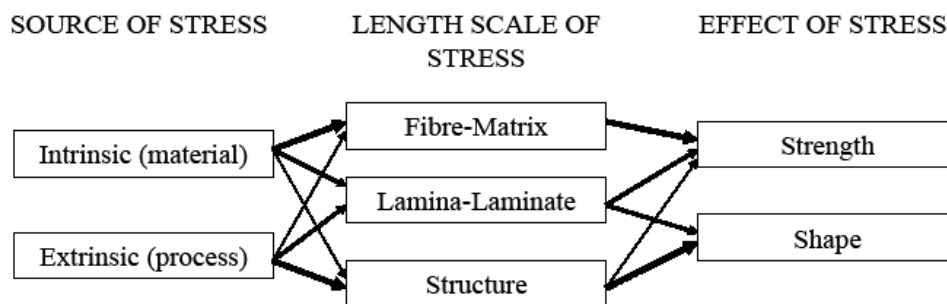 SOURCE OF STRESS
LENGTH SCALE OF
STRESS
EFFECT OF STRESS
Intrinsic (material)
Extrinsic (process)
Fibre-Matrix
Lamina-Laminate
Structure
Strength
Shape